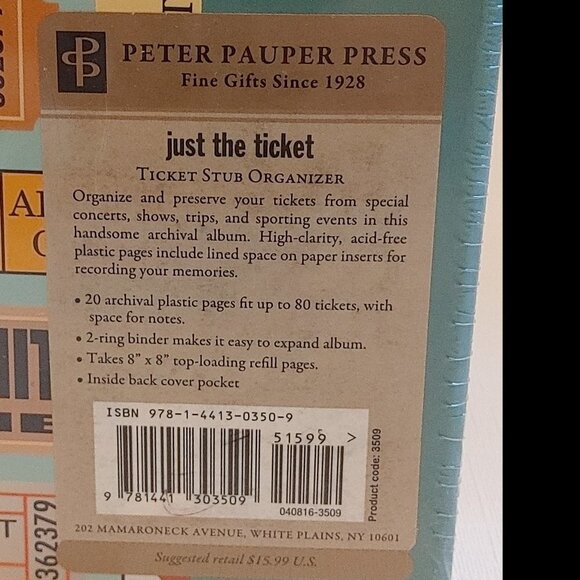 PETER PAUPER PRESS
Fine Gifts Since 1928
just the ticket
TICKET STUB ORGANIZER
Organize and preserve your tickets from special
concerts, shows, trips, and sporting events in this
handsome archival album. High-clarity, acid-free
plastic pages include lined space on paper inserts for
recording your memories.
• 20 archival plastic pages fit up to 80 tickets, with
space for notes.
• 2-ring binder makes it easy to expand album.
• Takes 8" x 8" top-loading refill pages.
• Inside back cover pocket
ISBN 978-1-4413-0350-9
51599 >
9 781441 303509
040816-3509
Product code: 3509
202 MAMARONECK AVENUE, WHITE PLAINS, NY 10601
Suggested retail $15.99 U.S.
362379